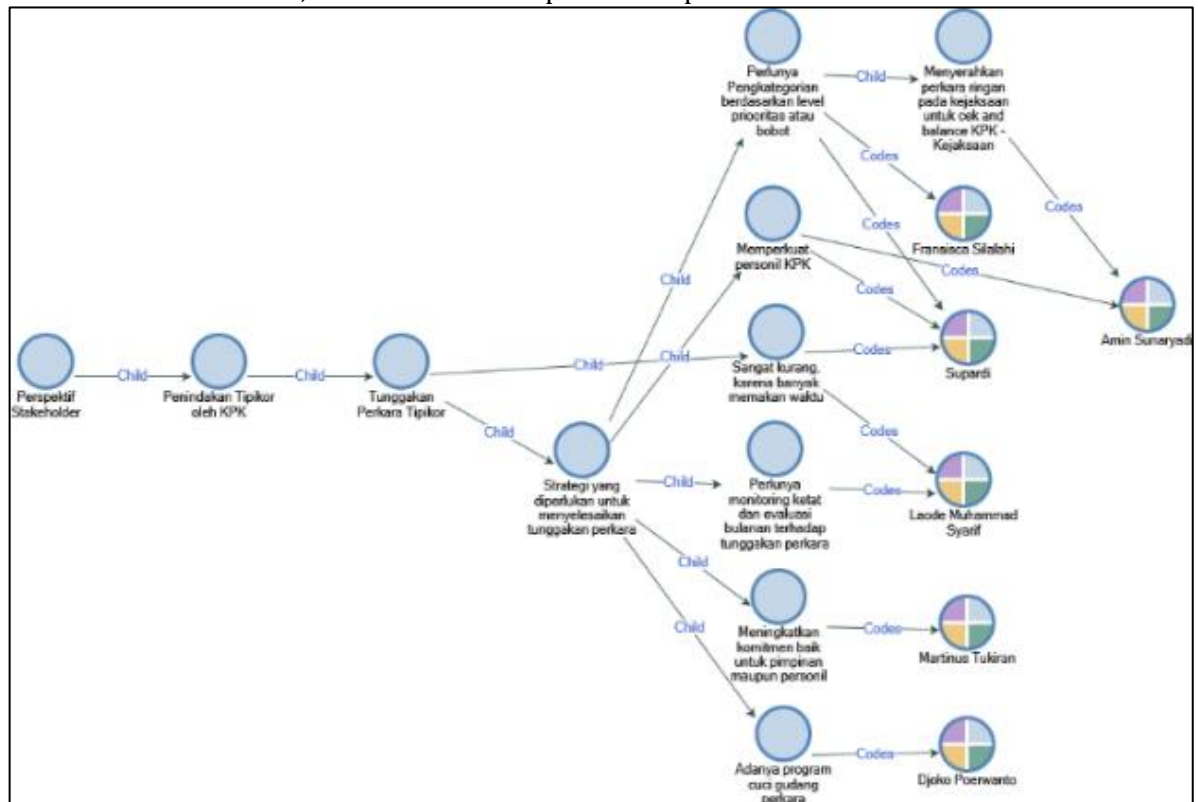 Perlunya
Pengkategorian
berdasarkan level
prioritas atau
bobot
Child
Menyerahkan
perkara ringan
pada kejaksaan
untuk cek and
balance KPK -
Kejaksaan
Codes
Codes
Codes
Fransisca Silalahi
Memperkuat
personil KPK
Codes
Codes
Child
Amin Sunaryadi
Child
Child
Child
Child
Codes
Perspektif
Stakeholder
Penindakan Tipikor
oleh KPK
Tunggakan
Perkara Tipikor
Sangat kurang,
karena banyak
memakan waktu
Supardi
Child
Codes
Strategi yang
diperlukan untuk
menyelesaikan
tunggakan perkara
Child
Perlunya
monitoring ketat
dan evaluasi
bulanan terhadap
tunggakan perkara
Codes
Laode Muhammad
Syarif
Child
Child
Meningkatkan
komitmen baik
untuk pimpinan
maupun personil
Codes
Martinus Tukiran
Adanya program
cuci gudang
perkara
Codes
Djoko Poerwanto